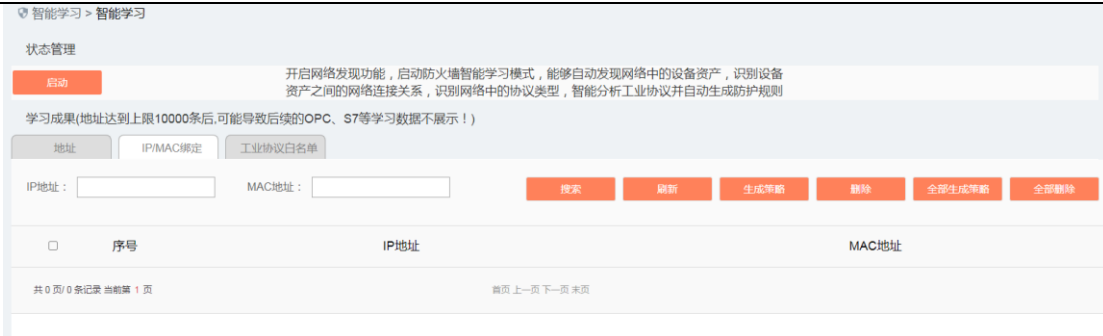 智能学习 > 智能学习
状态管理
启动
开启网络发现功能，启动防火墙智能学习模式，能够自动发现网络中的设备资产，识别设备
资产之间的网络连接关系，识别网络中的协议类型，智能分析工业协议并自动生成防护规则
学习成果(地址达到上限10000条后,可能导致后续的OPC、S7等学习数据不展示！)
地址 IP/MAC绑定 工业协议白名单
IP地址： MAC地址： 搜索 刷新 生成策略 删除 全部生成策略 全部删除
序号 IP地址 MAC地址
共 0 页/ 0 条记录 当前第 1 页 首页 上一页 下一页 末页